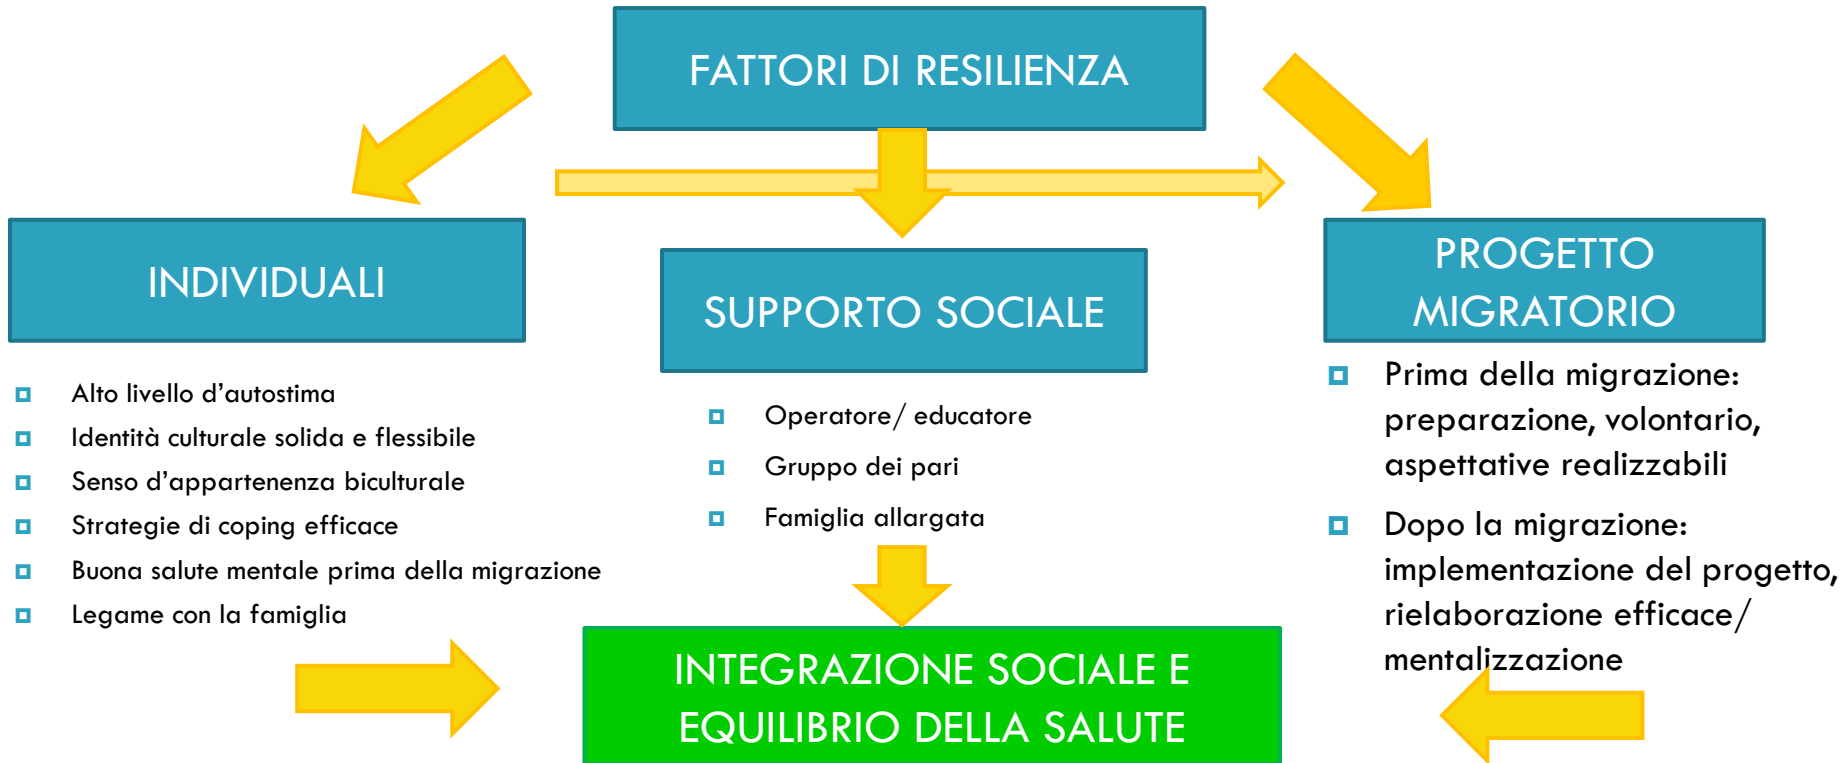 FATTORI DI RESILIENZA
INDIVIDUALI
Alto livello d'autostima
Identità culturale solida e flessibile
Senso d'appartenenza biculturale
Strategie di coping efficace
Buona salute mentale prima della migrazione
Legame con la famiglia
SUPPORTO SOCIALE
Operatore/ educatore
Gruppo dei pari
Famiglia allargata
PROGETTO
MIGRATORIO
Prima della migrazione:
preparazione, volontario,
aspettative realizzabili
Dopo la migrazione:
implementazione del progetto,
rielaborazione efficace/
mentalizzazione
INTEGRAZIONE SOCIALE E
EQUILIBRIO DELLA SALUTE